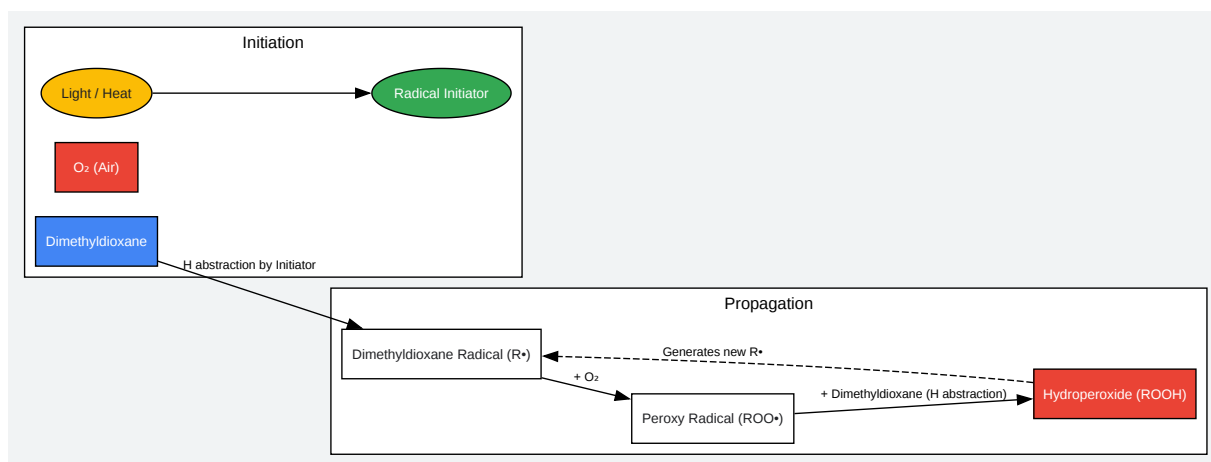 Initiation
Light / Heat
Radical Initiator
O₂ (Air)
Dimethyldioxane
H abstraction by Initiator
Propagation
Dimethyldioxane Radical (R•)
Generates new R•
+ O₂
Peroxy Radical (ROO•)
+ Dimethyldioxane (H abstraction)
Hydroperoxide (ROOH)